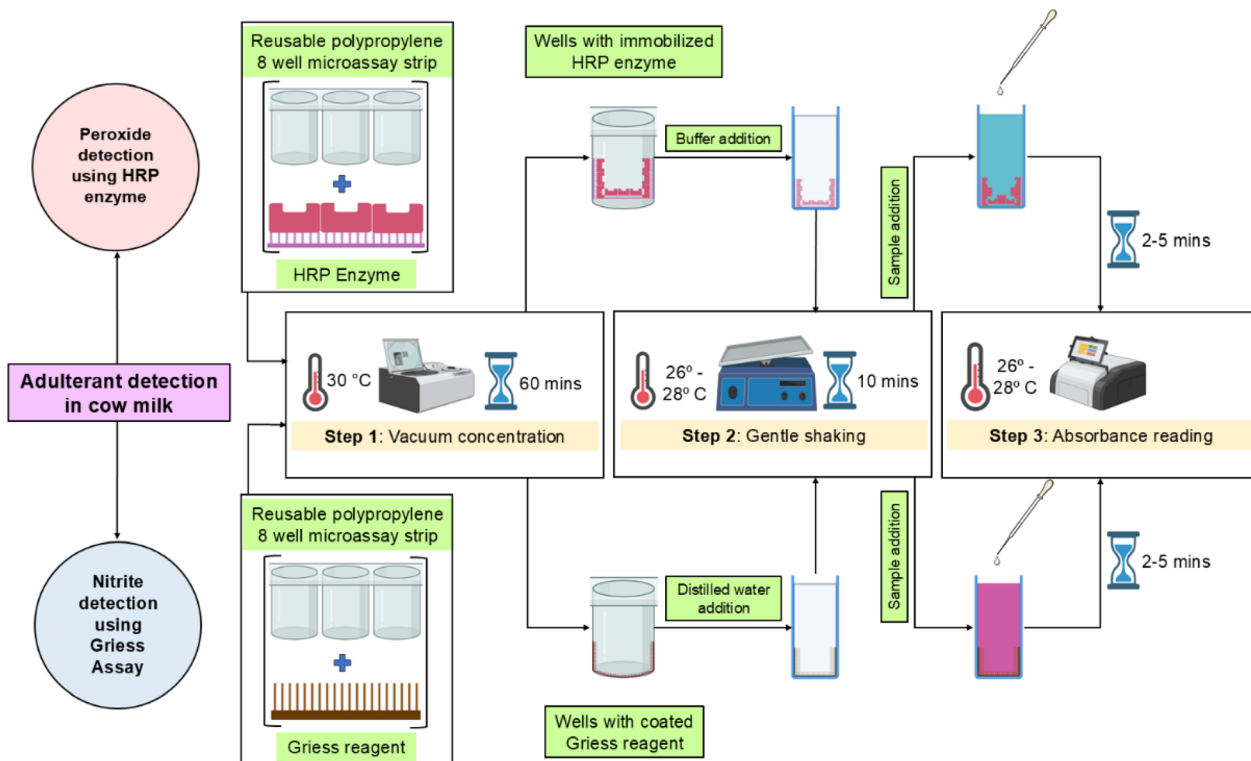 Peroxide
detection
using HRP
enzyme
Adulterant detection
in cow milk
Nitrite
detection
using
Griess
Assay
Reusable polypropylene
8 well microassay strip
HRP Enzyme
Reusable polypropylene
8 well microassay strip
Griess reagent
30 °C
60 mins
Step 1: Vacuum concentration
Wells with immobilized
HRP enzyme
Buffer addition
Wells with coated
Griess reagent
Distilled water
addition
26º -
28º C
10 mins
Step 2: Gentle shaking
Sample addition
Sample addition
2-5 mins
26º -
28º C
Step 3: Absorbance reading
2-5 mins